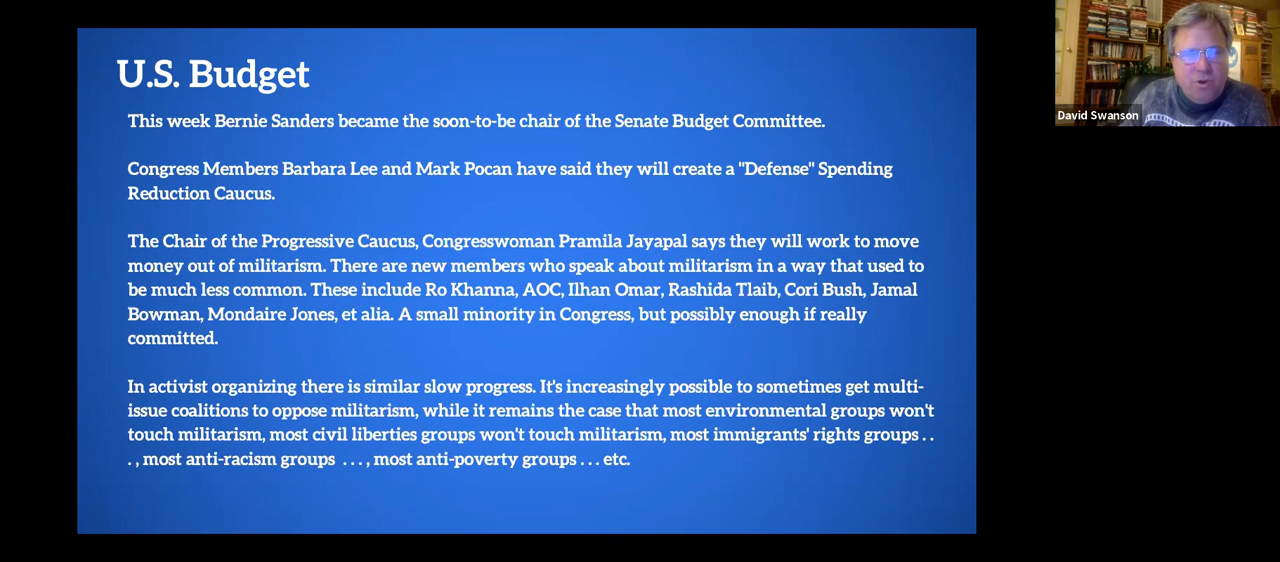 U.S. Budget
This week Bernie Sanders became the soon-to-be chair of the Senate Budget Committee.
Congress Members Barbara Lee and Mark Pocan have said they will create a "Defense" Spending
Reduction Caucus.
The Chair of the Progressive Caucus, Congresswoman Pramila Jayapal says they will work to move
money out of militarism. There are new members who speak about militarism in a way that used to
be much less common. These include Ro Khanna, AOC, Ilhan Omar, Rashida Tlaib, Cori Bush, Jamal
Bowman, Mondaire Jones, et alia. A small minority in Congress, but possibly enough if really
committed.
In activist organizing there is similar slow progress. It's increasingly possible to sometimes get multi-
issue coalitions to oppose militarism, while it remains the case that most environmental groups won't
touch militarism, most civil liberties groups won't touch militarism, most immigrants' rights groups . .
. , most anti-racism groups . . . , most anti-poverty groups . . . etc.
David Swanson